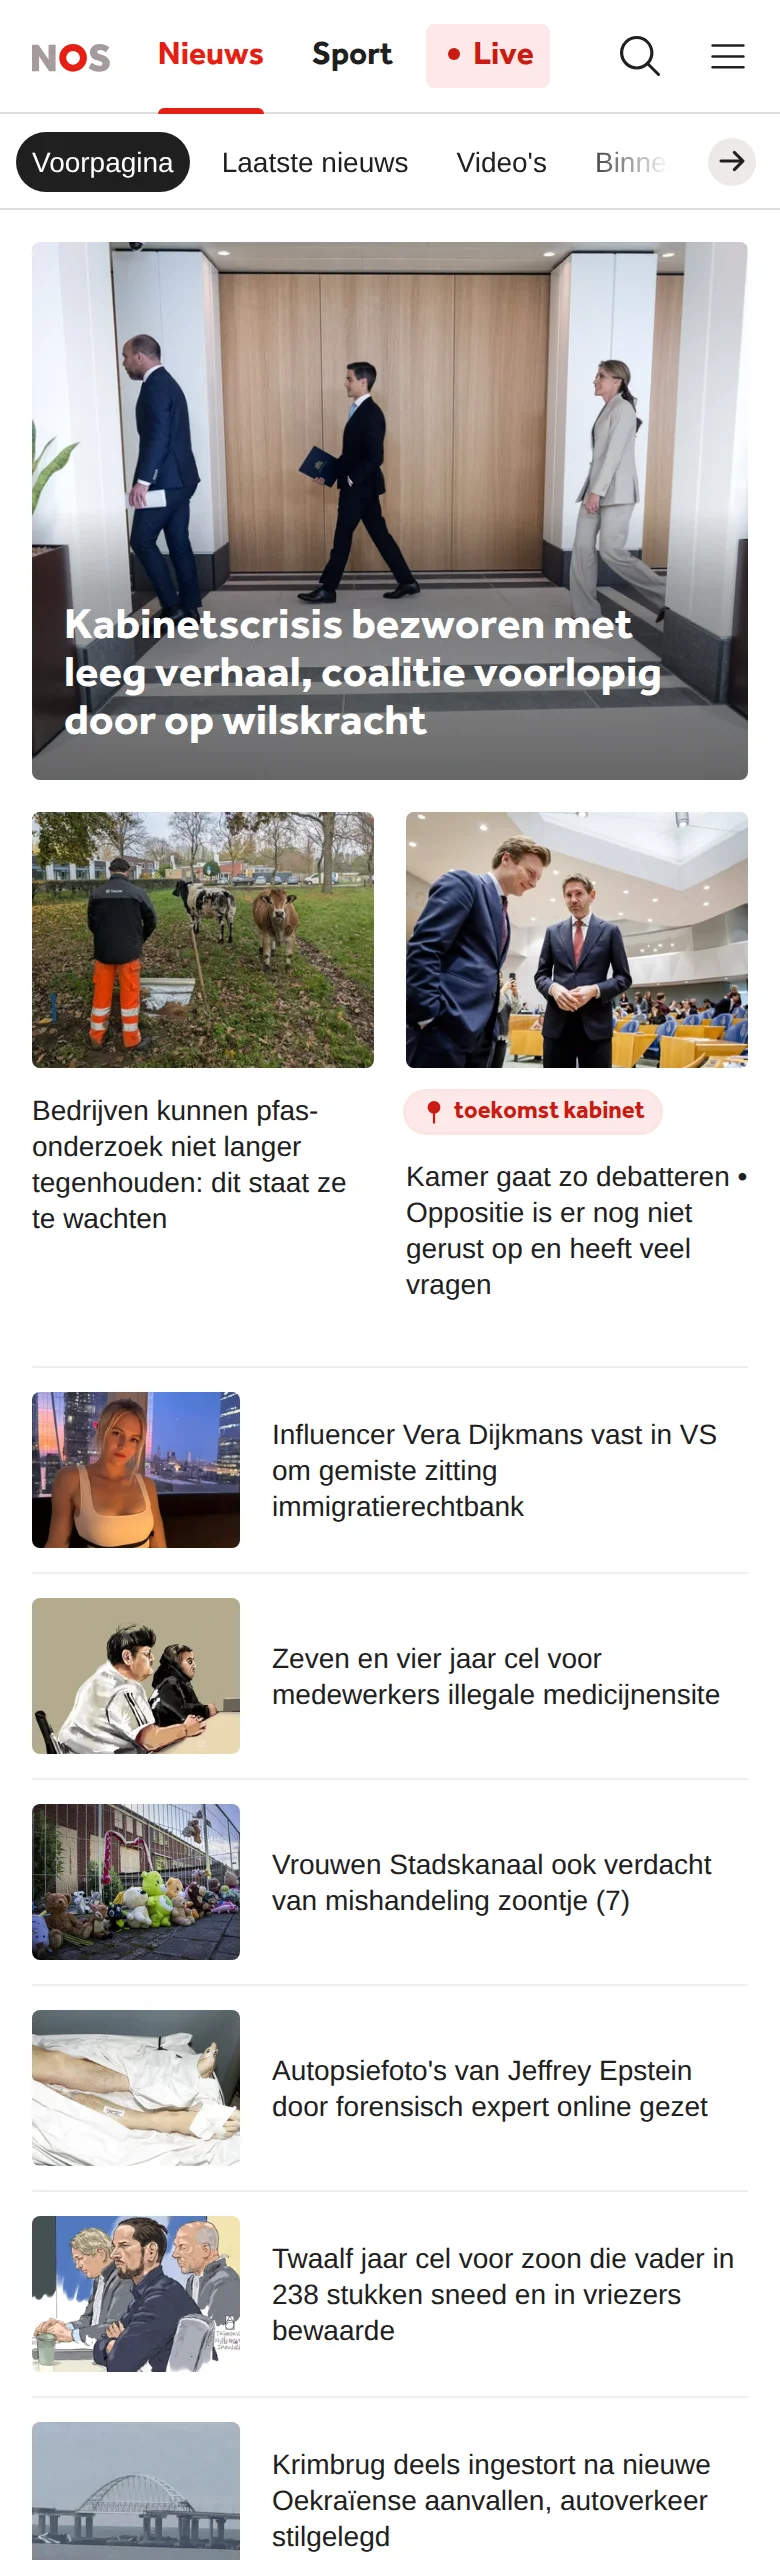 NOS
Nieuws
Sport
Live
Voorpagina
Laatste nieuws
Video's
Binne
Kabinetscrisis bezworen met
leeg verhaal, coalitie voorlopig
door op wilskracht
Bedrijven kunnen pfas-
onderzoek niet langer
tegenhouden: dit staat ze
te wachten
toekomst kabinet
Kamer gaat zo debatteren •
Oppositie is er nog niet
gerust op en heeft veel
vragen
Influencer Vera Dijkmans vast in VS
om gemiste zitting
immigratierechtbank
Zeven en vier jaar cel voor
medewerkers illegale medicijnensite
Vrouwen Stadskanaal ook verdacht
van mishandeling zoontje (7)
Autopsiefoto's van Jeffrey Epstein
door forensisch expert online gezet
Twaalf jaar cel voor zoon die vader in
238 stukken sneed en in vriezers
bewaarde
Krimbrug deels ingestort na nieuwe
Oekraïense aanvallen, autoverkeer
stilgelegd